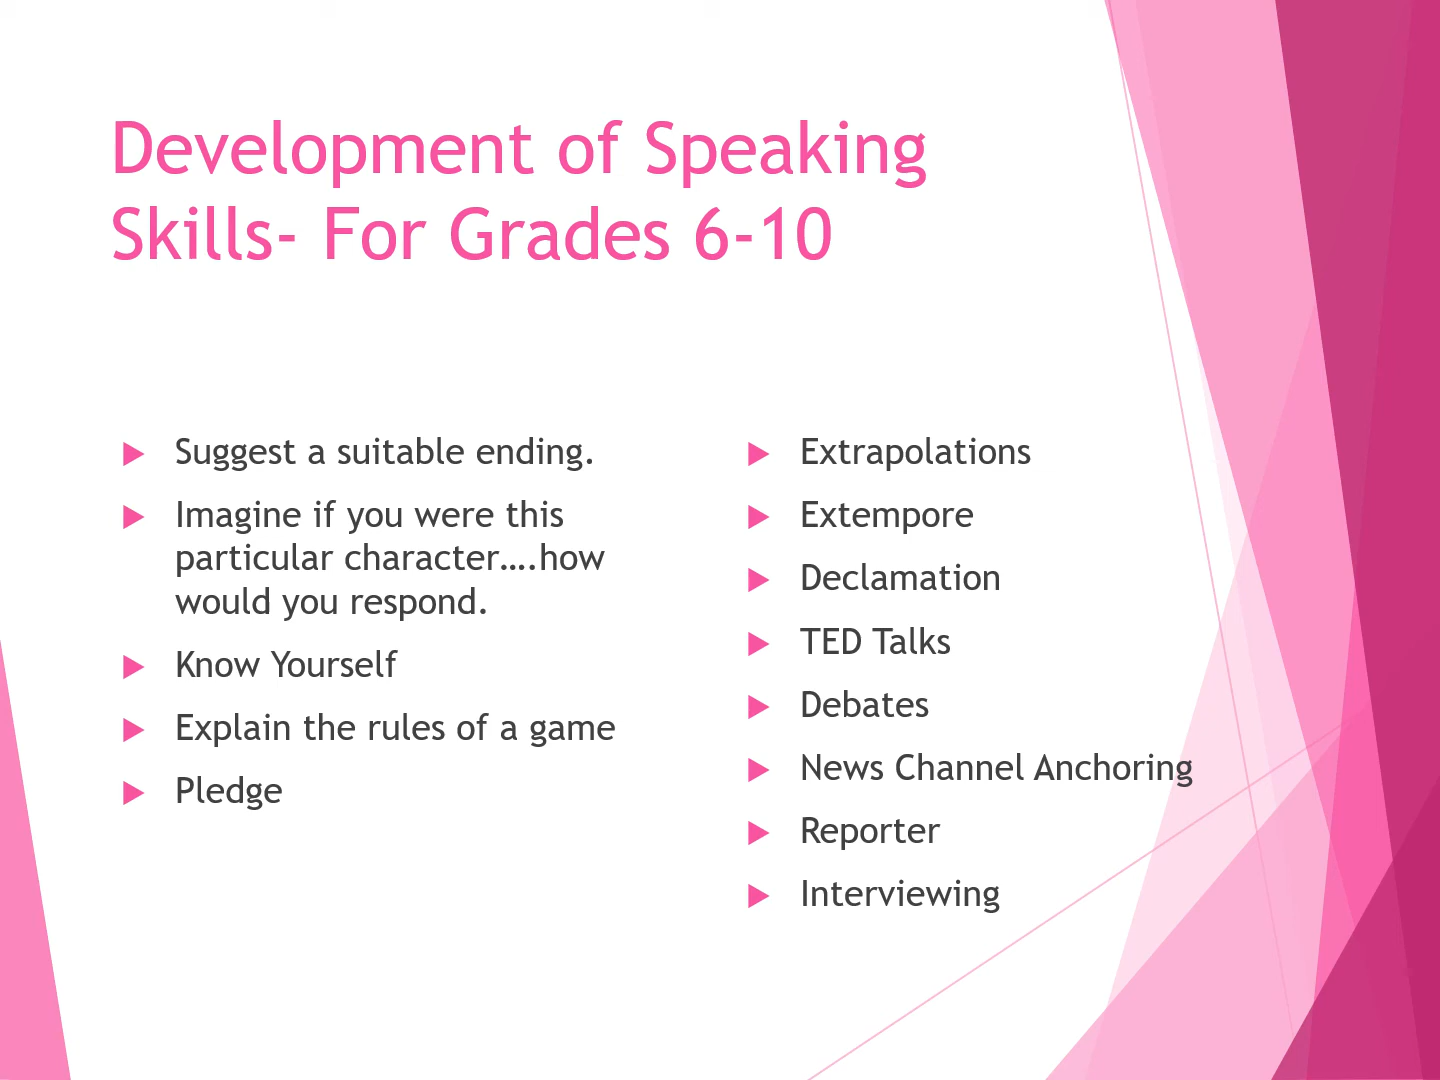 Development of Speaking
Skills- For Grades 6-10
Suggest a suitable ending.
Imagine if you were this
particular character….how
would you respond.
Know Yourself
Explain the rules of a game
Pledge
Extrapolations
Extempore
Declamation
TED Talks
Debates
News Channel Anchoring
Reporter
Interviewing